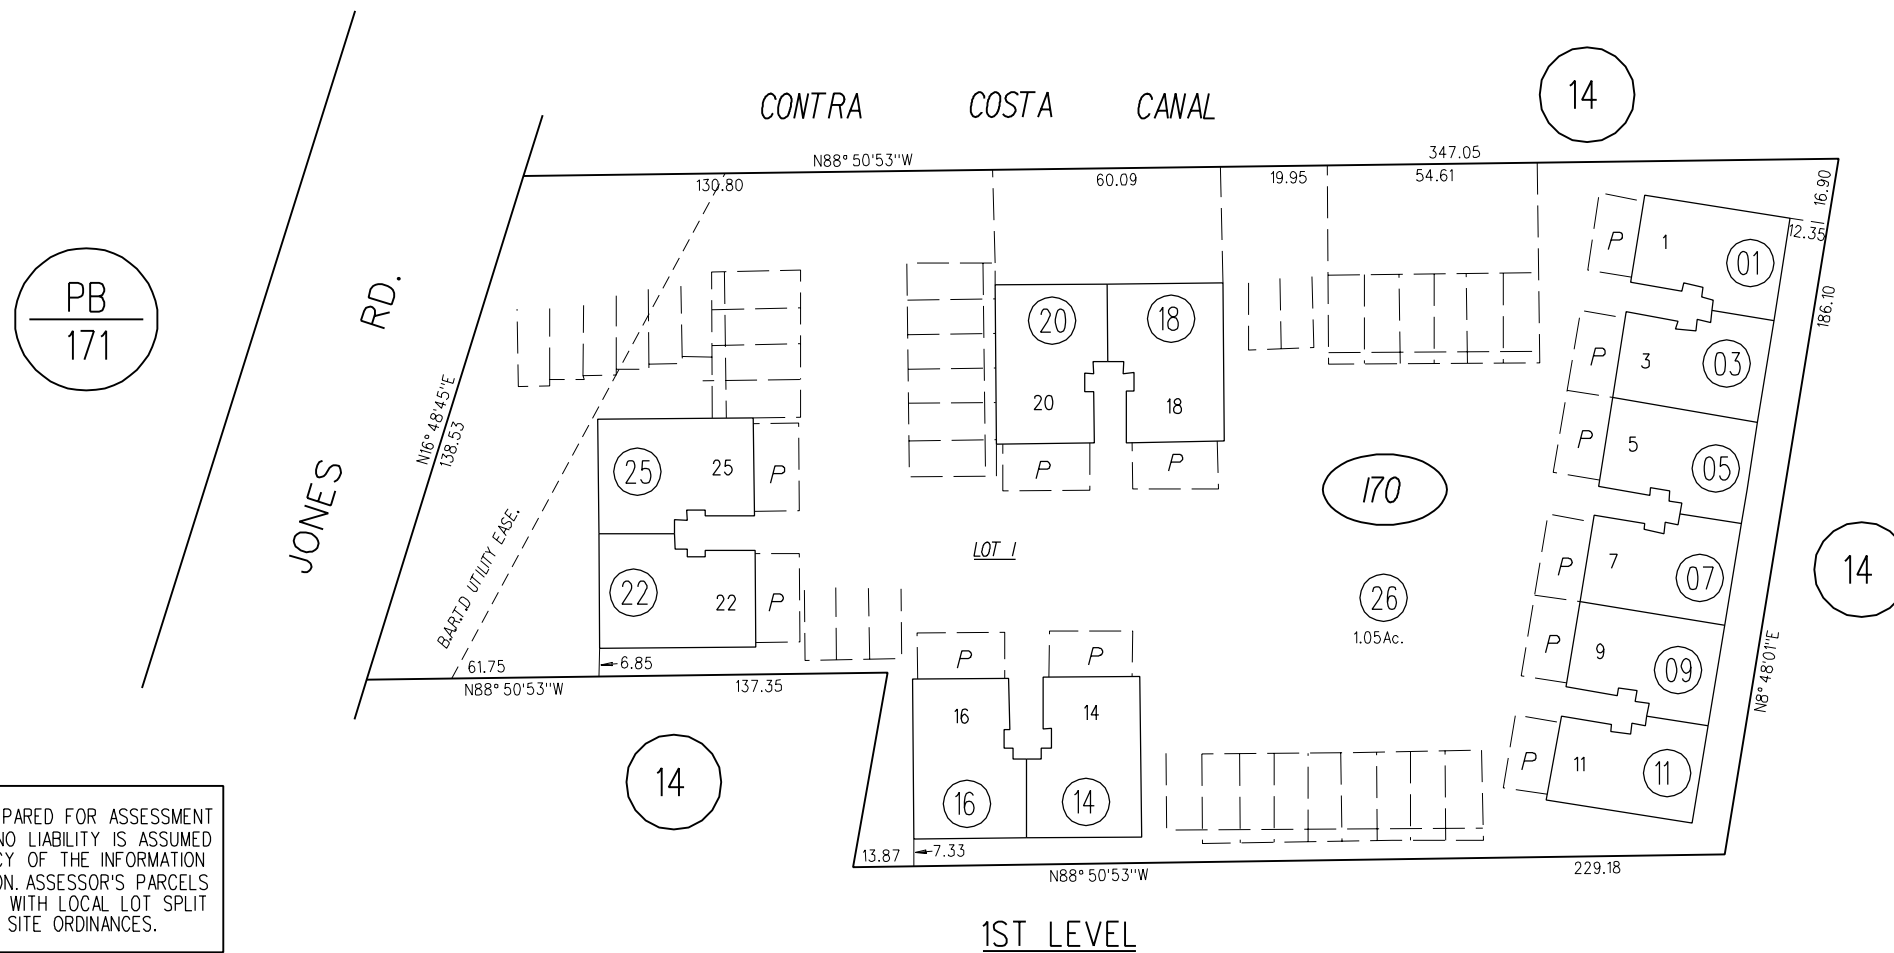 CONTRA COSTA CANAL
14
N88° 50'53"W
347.05
130.80
60.09
19.95
54.61
16.90
12.35
186.10
N8° 48'01"E
PB
171
JONES RD.
N16° 48'45"E
138.53
B.A.R.T.D UTILITY EASE.
P
1
01
P
3
03
P
5
05
P
7
07
P
9
09
P
11
11
20
18
20
18
P
P
25
25
P
22
22
P
170
LOT 1
26
1.05Ac.
14
61.75
6.85
N88° 50'53"W
137.35
P
P
16
14
16
14
14
13.87
7.33
N88° 50'53"W
229.18
1ST LEVEL
PARED FOR ASSESSMENT
NO LIABILITY IS ASSUMED
CY OF THE INFORMATION
ON. ASSESSOR'S PARCELS
WITH LOCAL LOT SPLIT
SITE ORDINANCES.